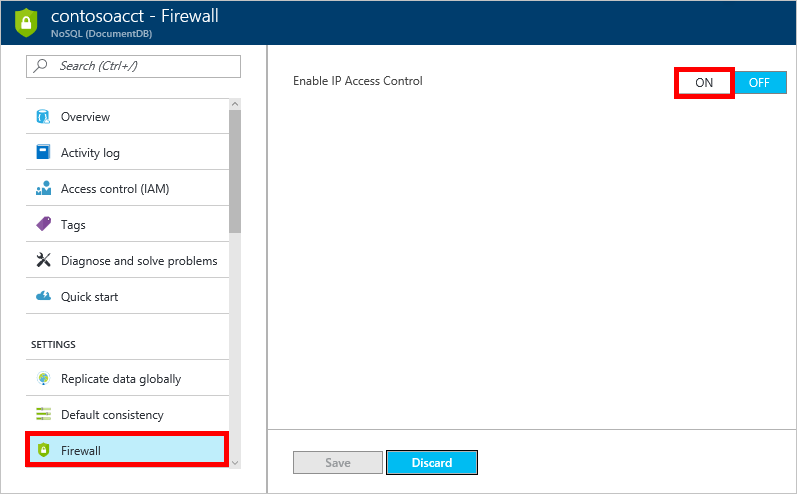 contosoacct - Firewall
NoSQL (DocumentDB)
Search (Ctrl+/)
Overview
Activity log
Access control (IAM)
Tags
Diagnose and solve problems
Quick start
SETTINGS
Replicate data globally
Default consistency
Firewall
Enable IP Access Control
ON OFF
Save Discard